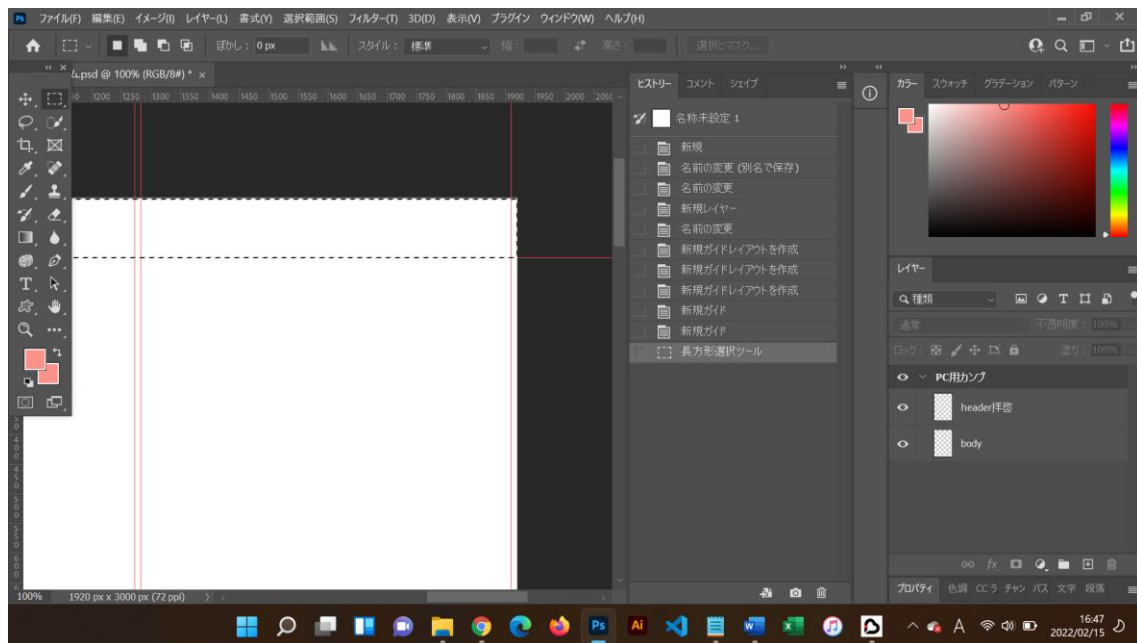 Ps ファイル(F) 編集(E) イメージ(I) レイヤー(L) 書式(Y) 選択範囲(S) フィルター(T) 3D(D) 表示(V) プラグイン ウィンドウ(W) ヘルプ(H)
ぼかし： 0 px スタイル： 標準 幅： 高さ： 選択とマスク...
.psd @ 100% (RGB/8#) * ×
1200 1250 1300 1350 1400 1450 1500 1550 1600 1650 1700 1750 1800 1850 1900 1950 2000
ヒストリー コメント シェイプ
名称未設定 1
新規
名前の変更 (別名で保存)
名前の変更
新規レイヤー
名前の変更
新規ガイドレイアウトを作成
新規ガイドレイアウトを作成
新規ガイドレイアウトを作成
新規ガイド
新規ガイド
長方形選択ツール
カラー スウォッチ グラデーション パターン
レイヤー
種類
通常 不透明度： 100%
ロック： 塗り： 100%
PC用カンプ
header拝啓
body
fx
プロパティ 色調 CC ラ チャン パス 文字 段落
400
450
500
550
100% 1920 px x 3000 px (72 ppi)
Ps Ai A
16:47
2022/02/15